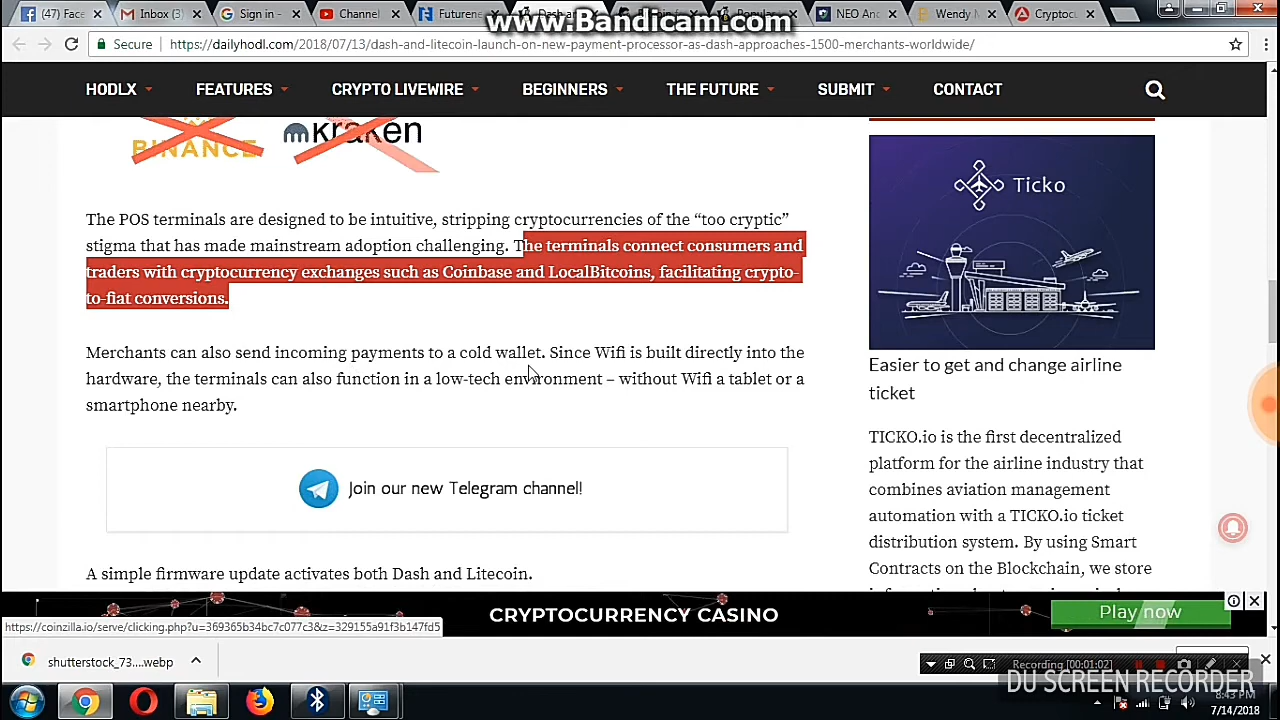 www.Bandicam.com
(47) Face
Inbox (3)
Sign in -
Channel
Futurene
Dash a
NEO An
Wendy M
Cryptoc
Secure
https://dailyhodl.com/2018/07/13/dash-and-litecoin-launch-on-new-payment-processor-as-dash-approaches-1500-merchants-worldwide/
HODLX
FEATURES
CRYPTO LIVEWIRE
BEGINNERS
THE FUTURE
SUBMIT
CONTACT
BINANCE
kraken
The POS terminals are designed to be intuitive, stripping cryptocurrencies of the “too cryptic”
stigma that has made mainstream adoption challenging. The terminals connect consumers and
traders with cryptocurrency exchanges such as Coinbase and LocalBitcoins, facilitating crypto-
to-fiat conversions.
Merchants can also send incoming payments to a cold wallet. Since Wifi is built directly into the
hardware, the terminals can also function in a low-tech environment – without Wifi a tablet or a
smartphone nearby.
Join our new Telegram channel!
A simple firmware update activates both Dash and Litecoin.
Ticko
Easier to get and change airline
ticket
TICKO.io is the first decentralized
platform for the airline industry that
combines aviation management
automation with a TICKO.io ticket
distribution system. By using Smart
Contracts on the Blockchain, we store
CRYPTOCURRENCY CASINO
Play now
https://coinzilla.io/serve/clicking.php?u=369365b34bc7c077c3&z=329155a91f3b147fd5
shutterstock_73....webp
Recording [00:01:02]
DU SCREEN RECORDER
8:43 PM
7/14/2018